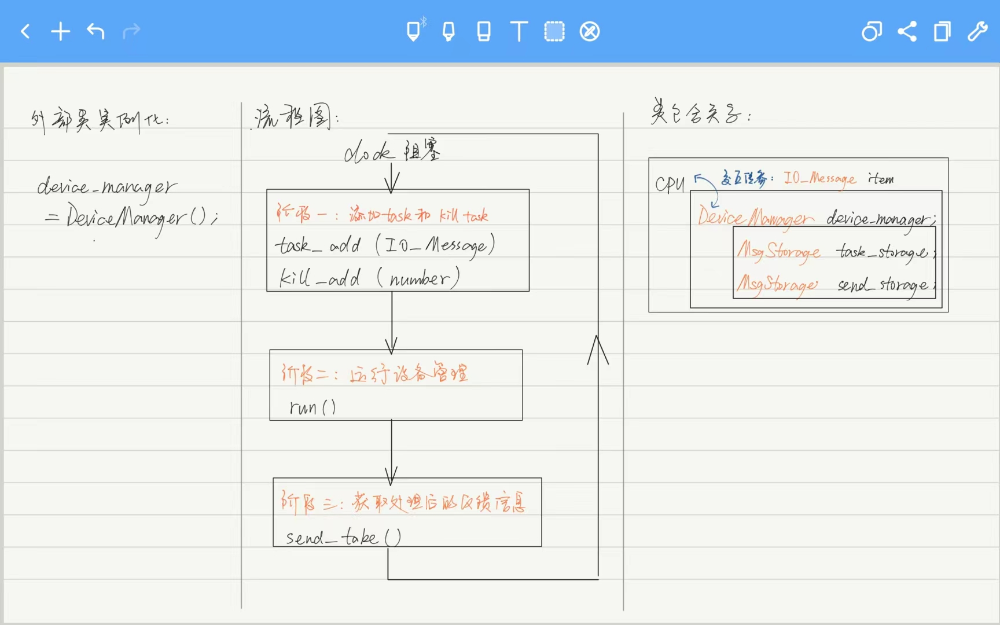 外部类实例化:
device_manager
= DeviceManager();
流程图:
clock 阻塞
阶段一: 添加task和 kill task
task_add (IO_Message)
kill_add (number)
阶段二: 运行设备管理
run()
阶段三: 获取处理后的反馈信息
send_take()
类包含关子:
CPU 交互传参: IO_Message item
DeviceManager device_manager;
MsgStorage task_storage;
MsgStorage send_storage;